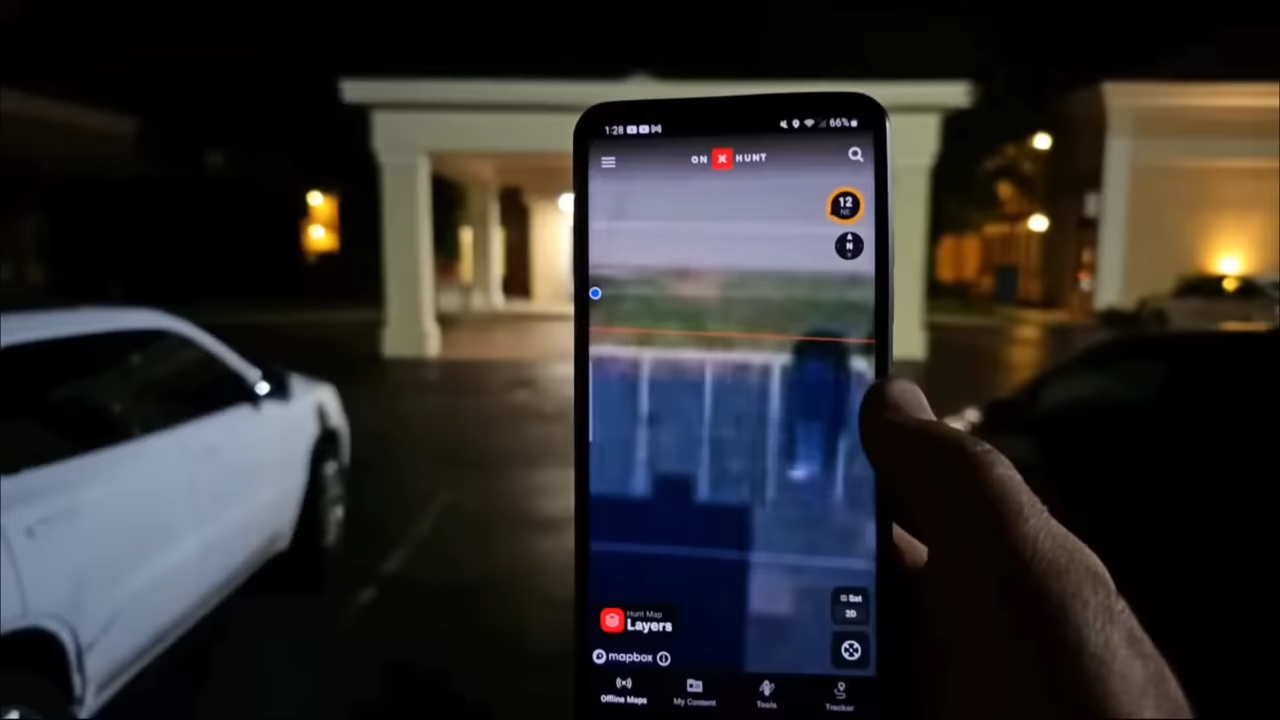 1:28 66%
ON X HUNT
12
NE
N
Hunt Map
Layers
Sat
2D
mapbox
Offline Maps My Content Tools Tracker